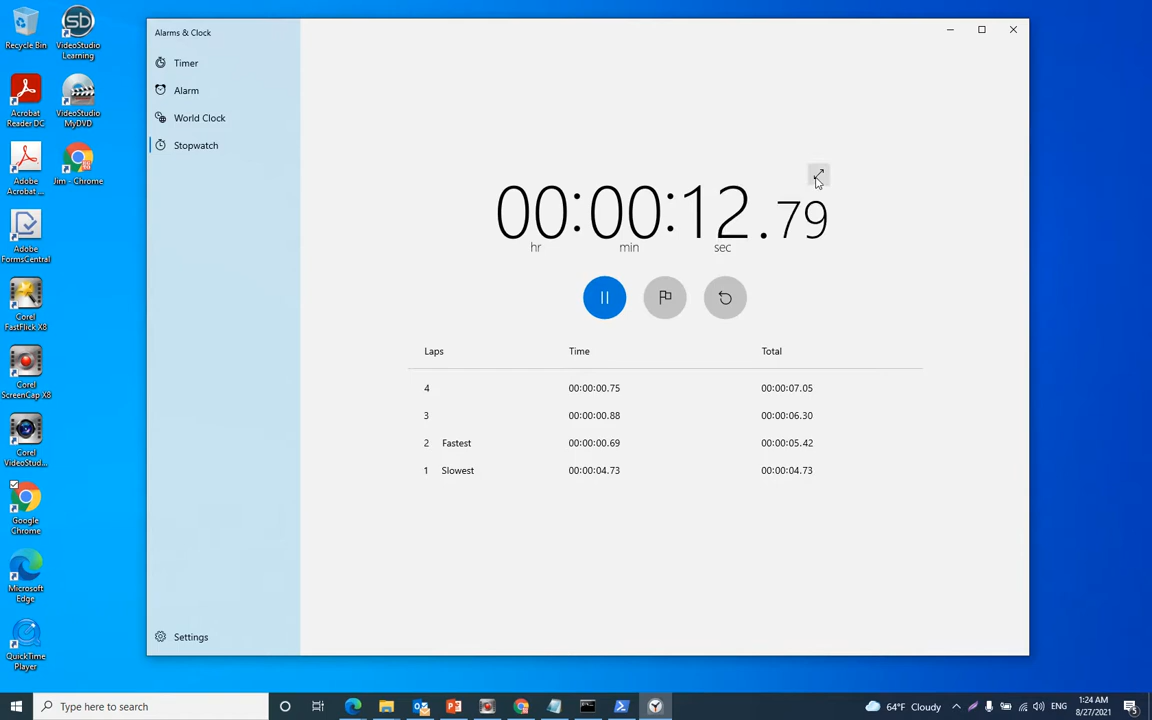 Recycle Bin
VideoStudio
Learning
Acrobat
Reader DC
VideoStudio
MyDVD
Adobe
Acrobat ...
Jim - Chrome
Adobe
FormsCentral
Corel
FastFlick X8
Corel
ScreenCap X8
Corel
VideoStud...
Google
Chrome
Microsoft
Edge
QuickTime
Player
Alarms & Clock
Timer
Alarm
World Clock
Stopwatch
Settings
00:00:12.79
hr min sec
Laps Time Total
4 00:00:00.75 00:00:07.05
3 00:00:00.88 00:00:06.30
2 Fastest 00:00:00.69 00:00:05.42
1 Slowest 00:00:04.73 00:00:04.73
Type here to search
64°F Cloudy
ENG
1:24 AM
8/27/2021
5